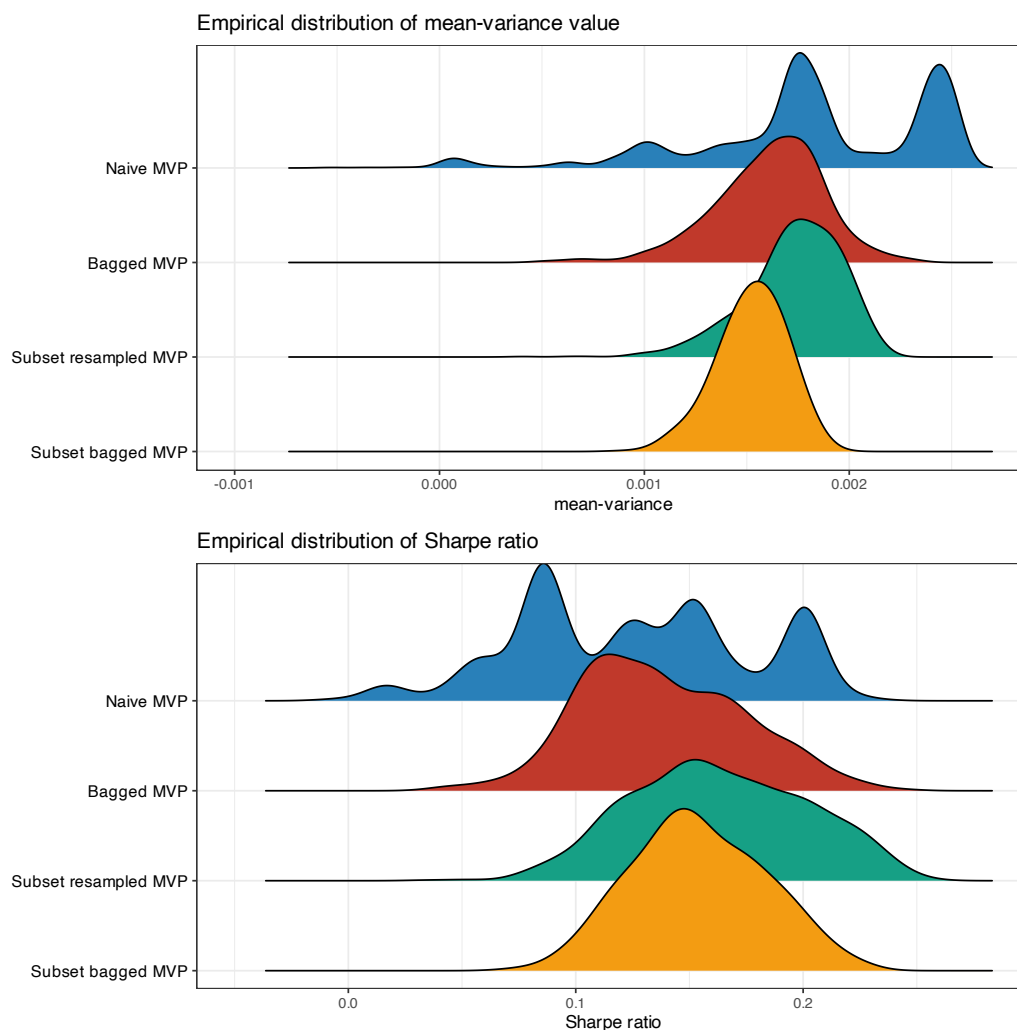 Empirical distribution of mean-variance value
Naive MVP
Bagged MVP
Subset resampled MVP
Subset bagged MVP
-0.001 0.000 0.001 0.002
mean-variance
Empirical distribution of Sharpe ratio
Naive MVP
Bagged MVP
Subset resampled MVP
Subset bagged MVP
0.0 0.1 0.2
Sharpe ratio